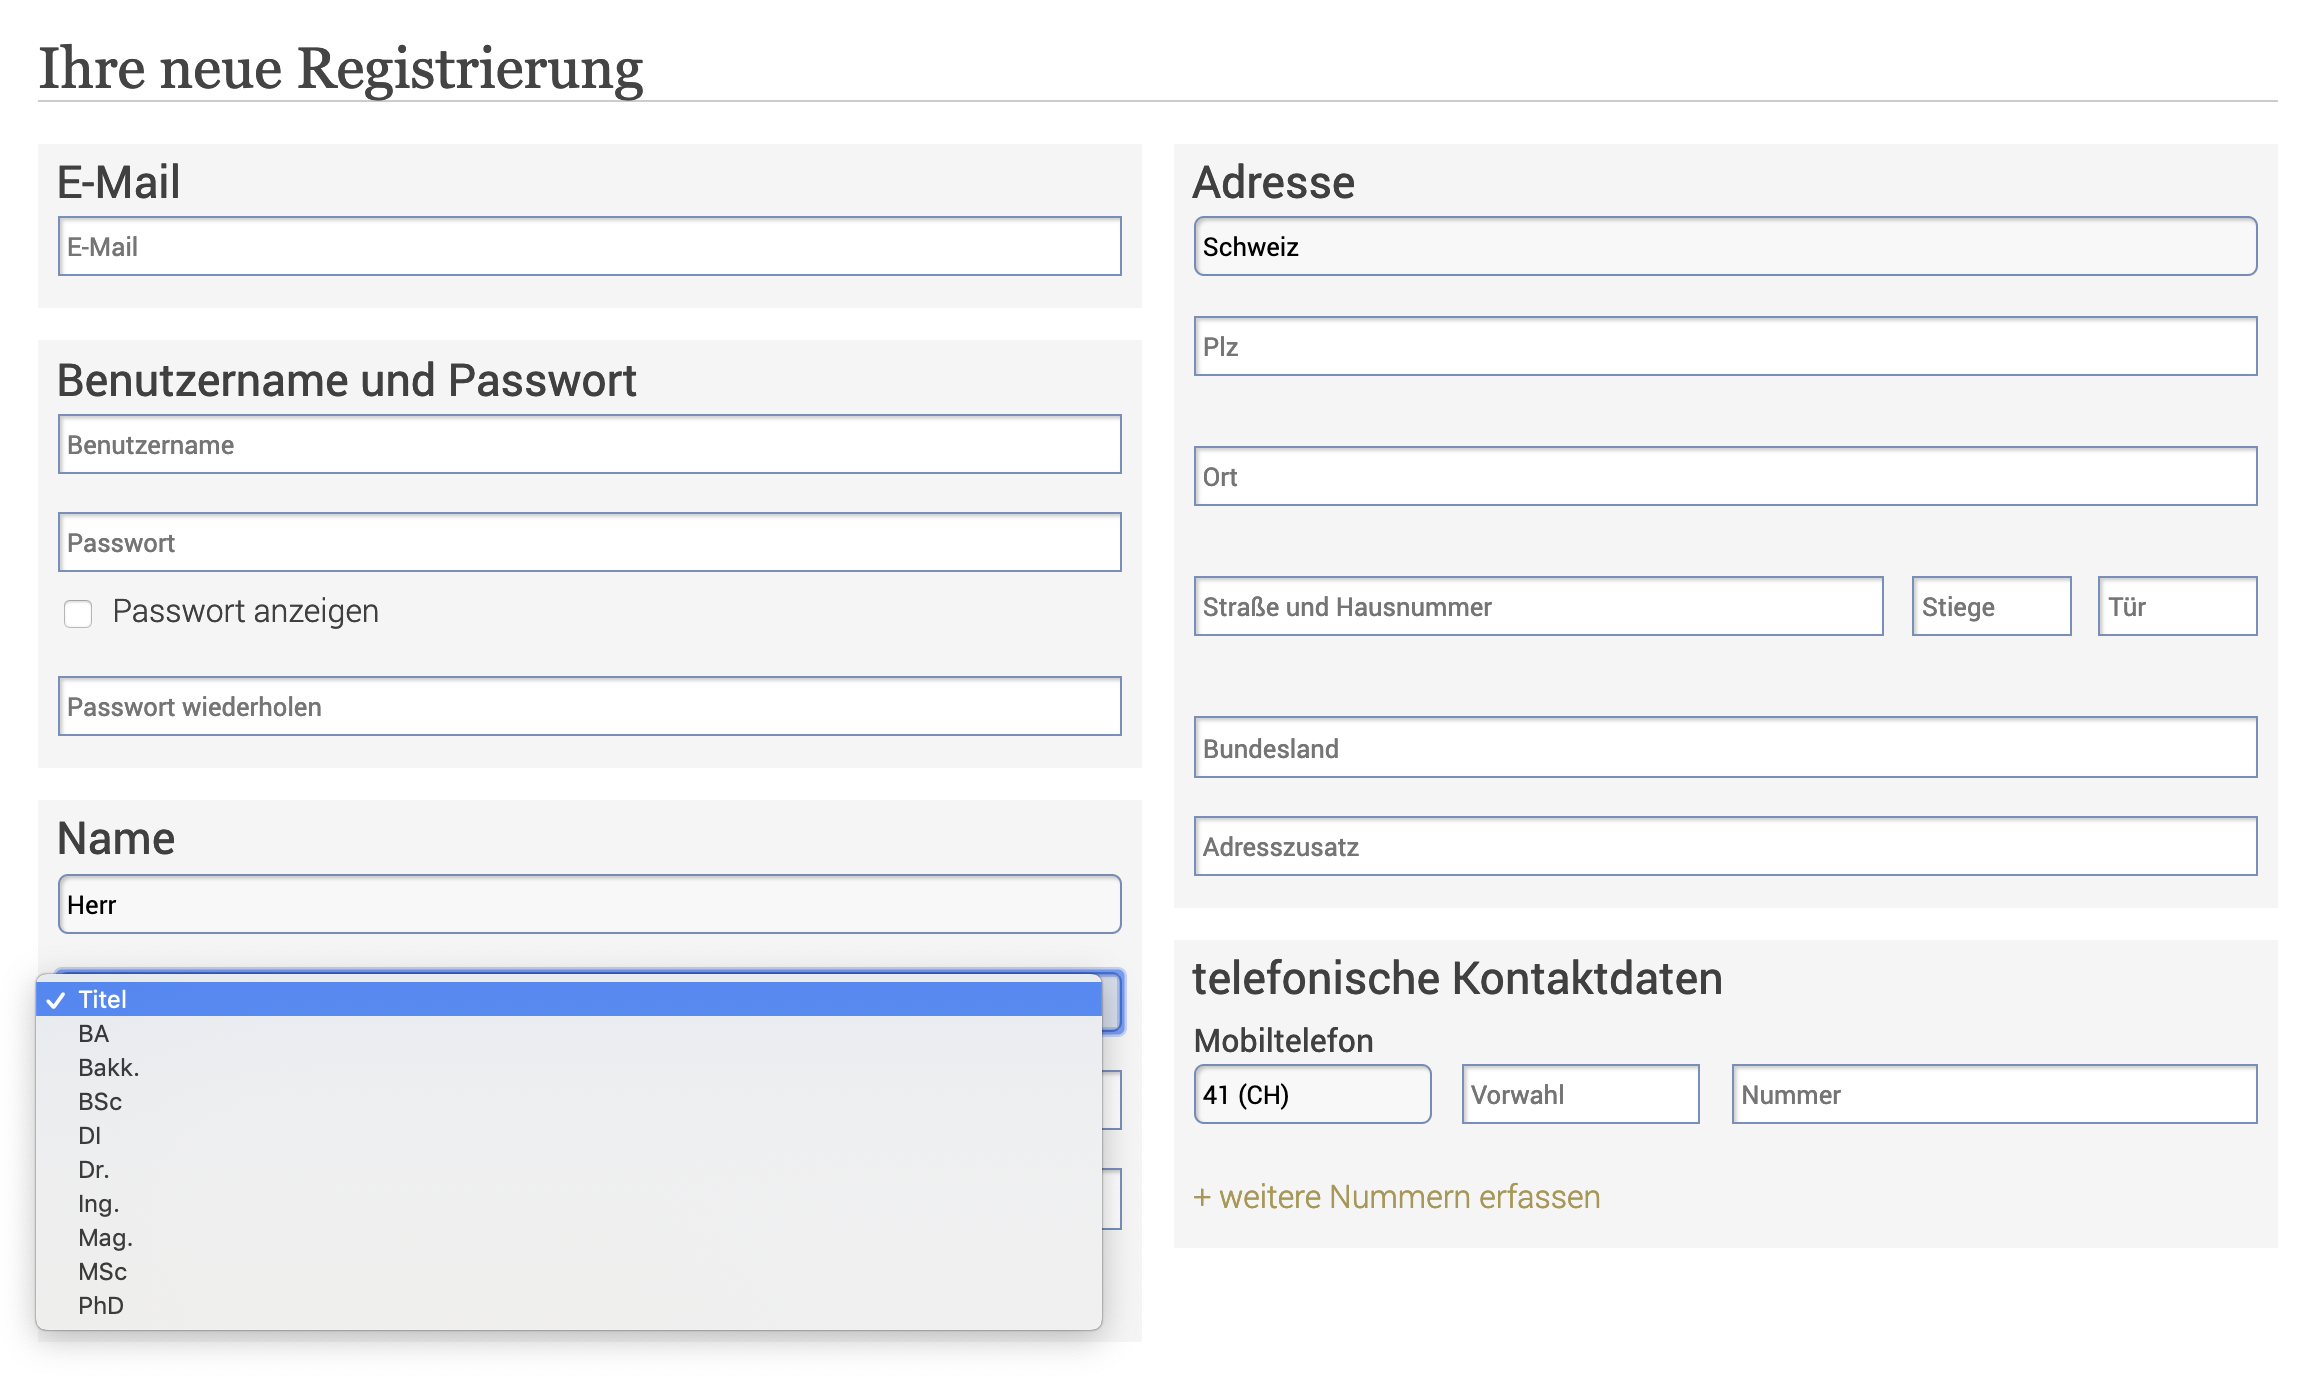 Ihre neue Registrierung
E-Mail
E-Mail
Benutzername und Passwort
Benutzername
Passwort
Passwort anzeigen
Passwort wiederholen
Name
Herr
Titel
BA
Bakk.
BSc
DI
Dr.
Ing.
Mag.
MSc
PhD
Adresse
Schweiz
Plz
Ort
Straße und Hausnummer Stiege Tür
Bundesland
Adresszusatz
telefonische Kontaktdaten
Mobiltelefon
41 (CH) Vorwahl Nummer
+ weitere Nummern erfassen